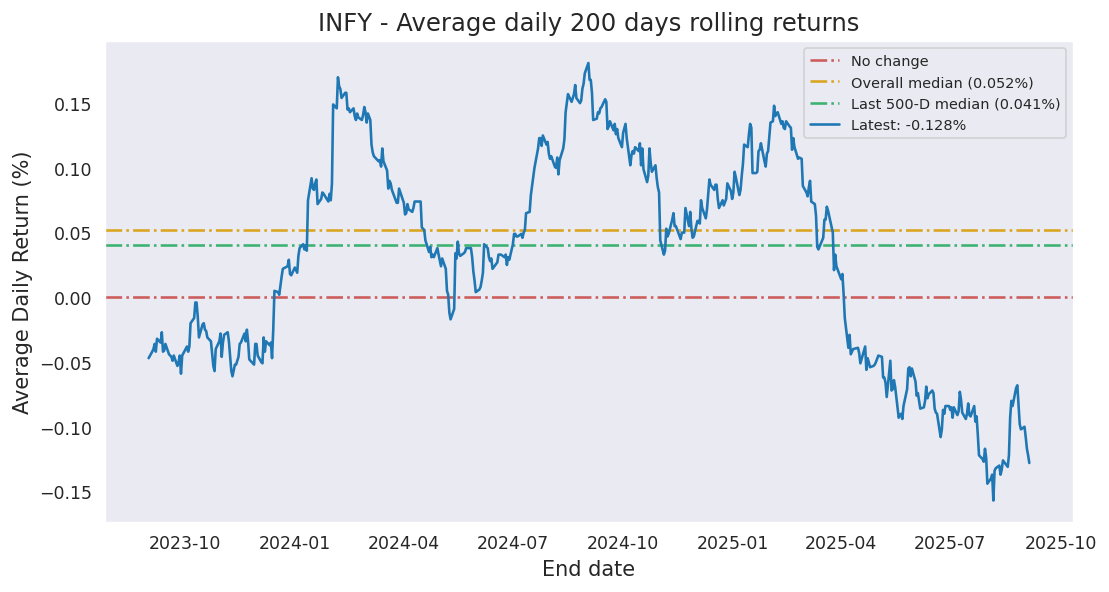 INFY - Average daily 200 days rolling returns
No change
Overall median (0.052%)
Last 500-D median (0.041%)
Latest: -0.128%
Average Daily Return (%)
0.15
0.10
0.05
0.00
−0.05
−0.10
−0.15
2023-10 2024-01 2024-04 2024-07 2024-10 2025-01 2025-04 2025-07 2025-10
End date